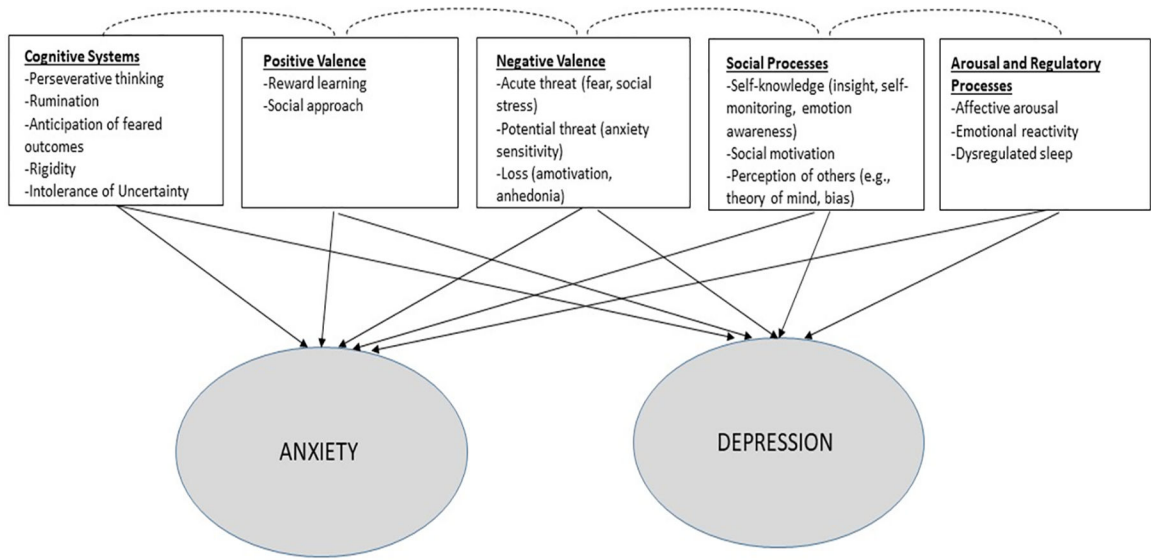 Cognitive Systems
-Perseverative thinking
-Rumination
-Anticipation of feared
outcomes
-Rigidity
-Intolerance of Uncertainty
Positive Valence
-Reward learning
-Social approach
Negative Valence
-Acute threat (fear, social
stress)
-Potential threat (anxiety
sensitivity)
-Loss (amotivation,
anhedonia)
Social Processes
-Self-knowledge (insight, self-
monitoring, emotion
awareness)
-Social motivation
-Perception of others (e.g.,
theory of mind, bias)
Arousal and Regulatory
Processes
-Affective arousal
-Emotional reactivity
-Dysregulated sleep
ANXIETY
DEPRESSION